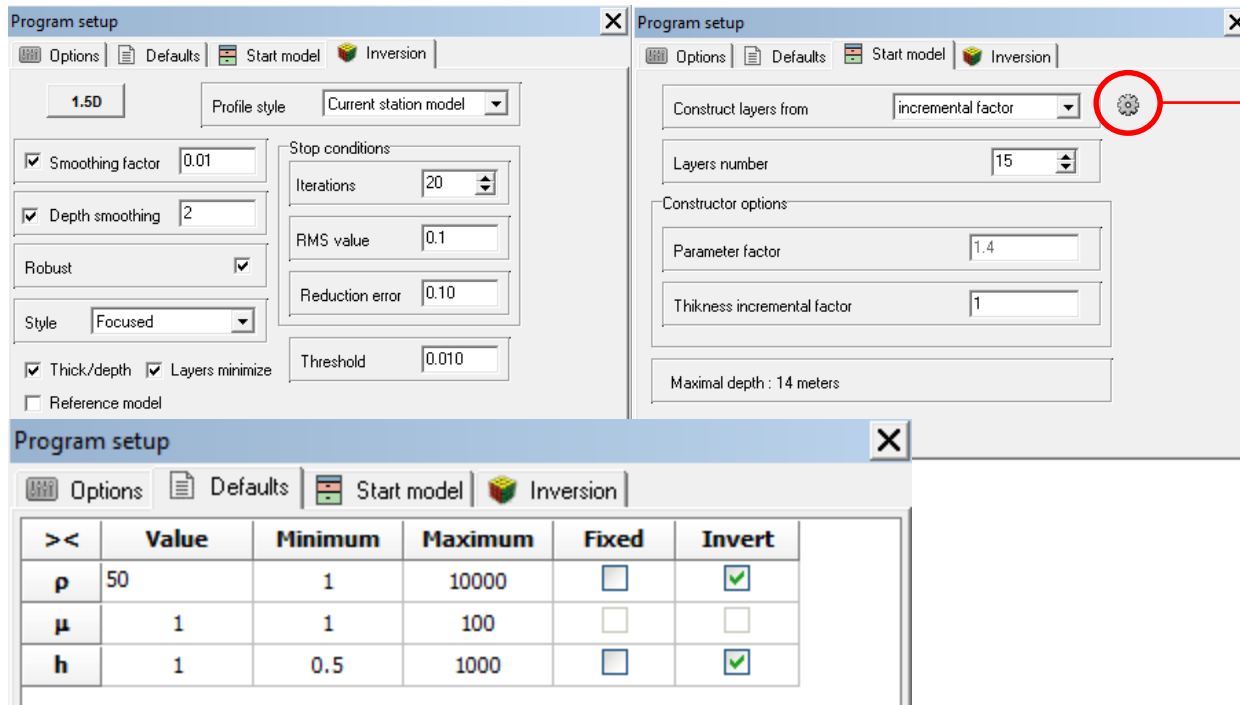 Program setup
Options Defaults Start model Inversion
1.5D
Profile style Current station model
Smoothing factor 0.01
Depth smoothing 2
Robust
Style Focused
Thick/depth Layers minimize
Reference model
Stop conditions
Iterations 20
RMS value 0.1
Reduction error 0.10
Threshold 0.010
Program setup
Options Defaults Start model Inversion
Construct layers from incremental factor
Layers number 15
Constructor options
Parameter factor 1.4
Thikness incremental factor 1
Maximal depth : 14 meters
Program setup
Options Defaults Start model Inversion
>< Value Minimum Maximum Fixed Invert
ρ 50 1 10000
μ 1 1 100
h 1 0.5 1000